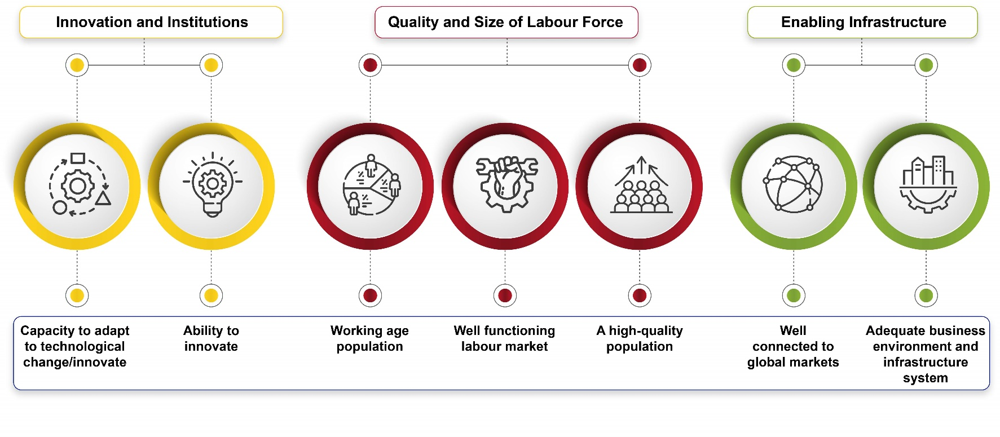 Innovation and Institutions
Quality and Size of Labour Force
Enabling Infrastructure
Capacity to adapt
to technological
change/innovate
Ability to
innovate
Working age
population
Well functioning
labour market
A high-quality
population
Well
connected to
global markets
Adequate business
environment and
infrastructure
system